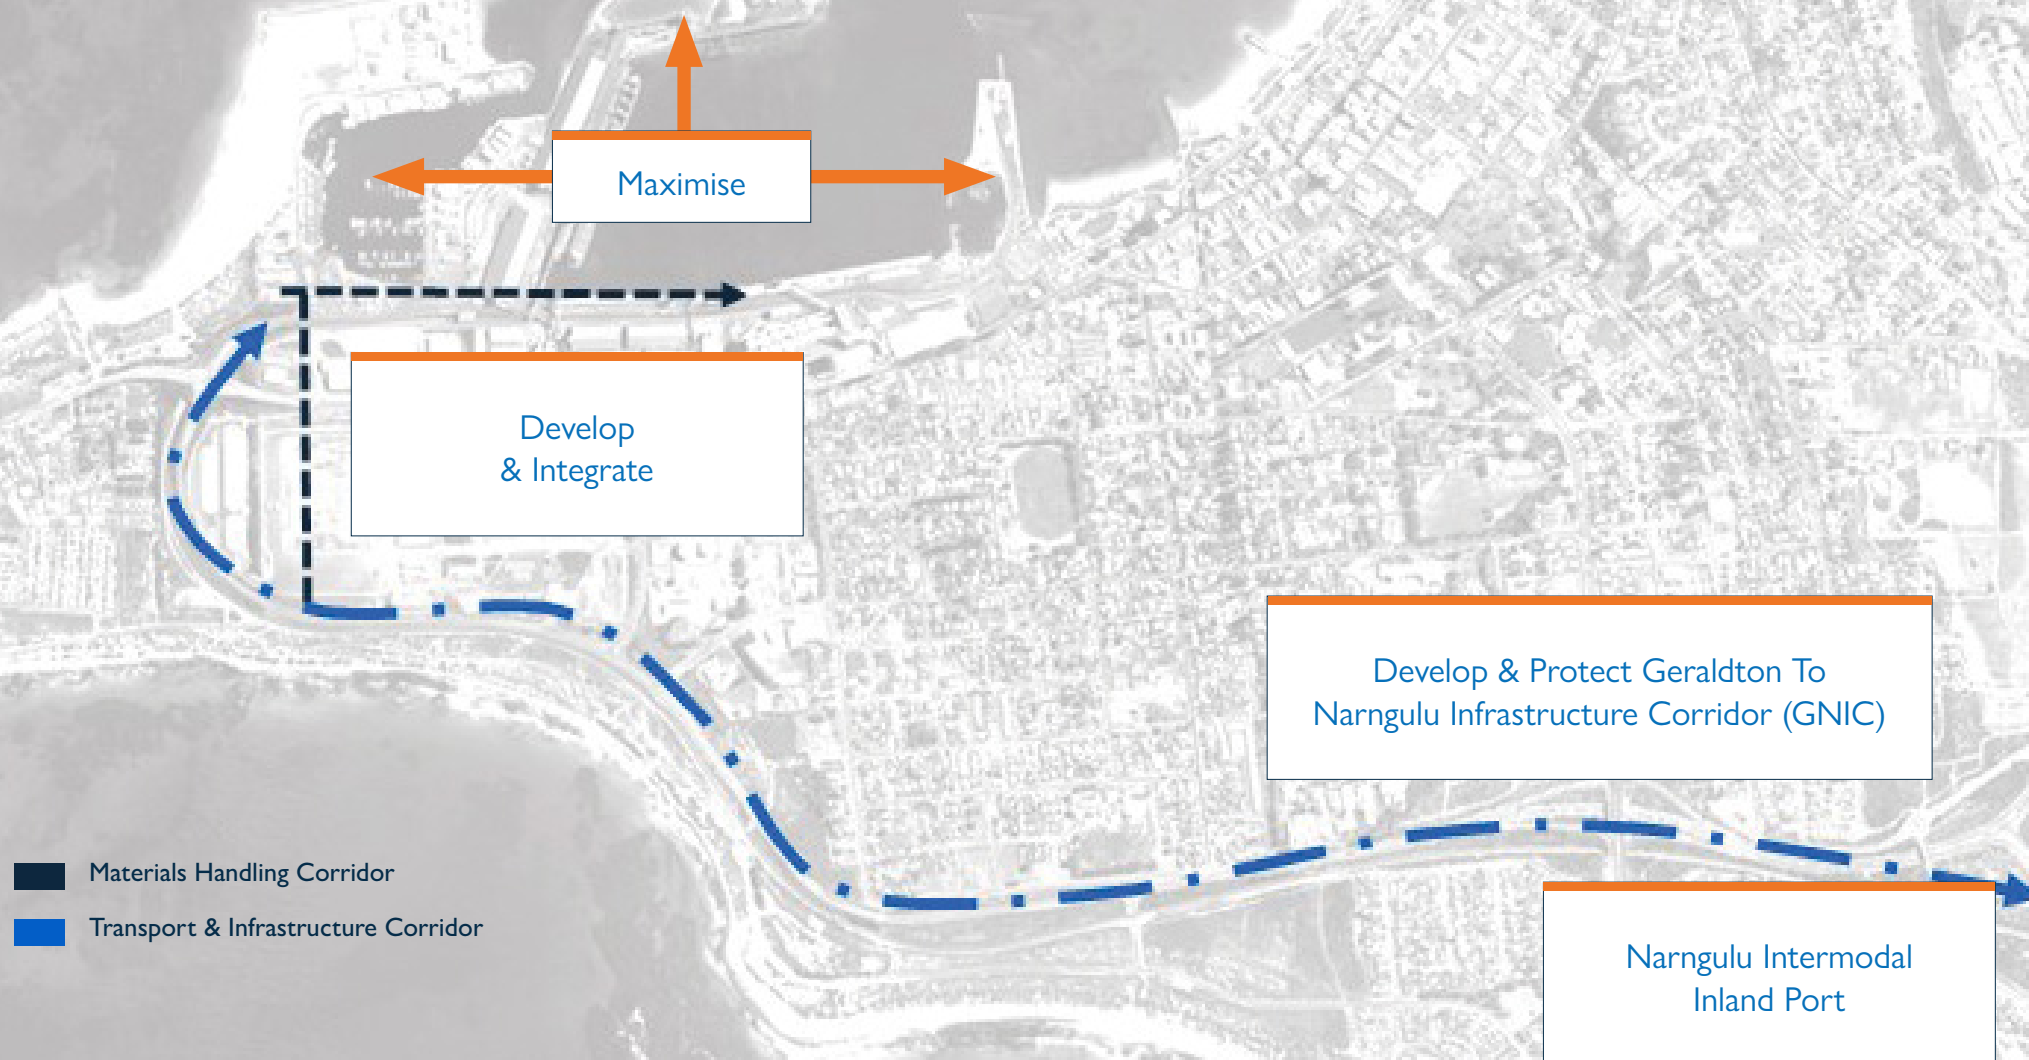 Maximise
Develop
& Integrate
Develop & Protect Geraldton To
Narngulu Infrastructure Corridor (GNIC)
Materials Handling Corridor
Transport & Infrastructure Corridor
Narngulu Intermodal
Inland Port